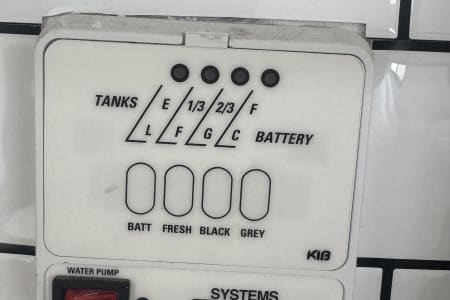 TANKS E 1/3 2/3 F
L F G C BATTERY
BATT FRESH BLACK GREY
KIB
WATER PUMP
SYSTEMS